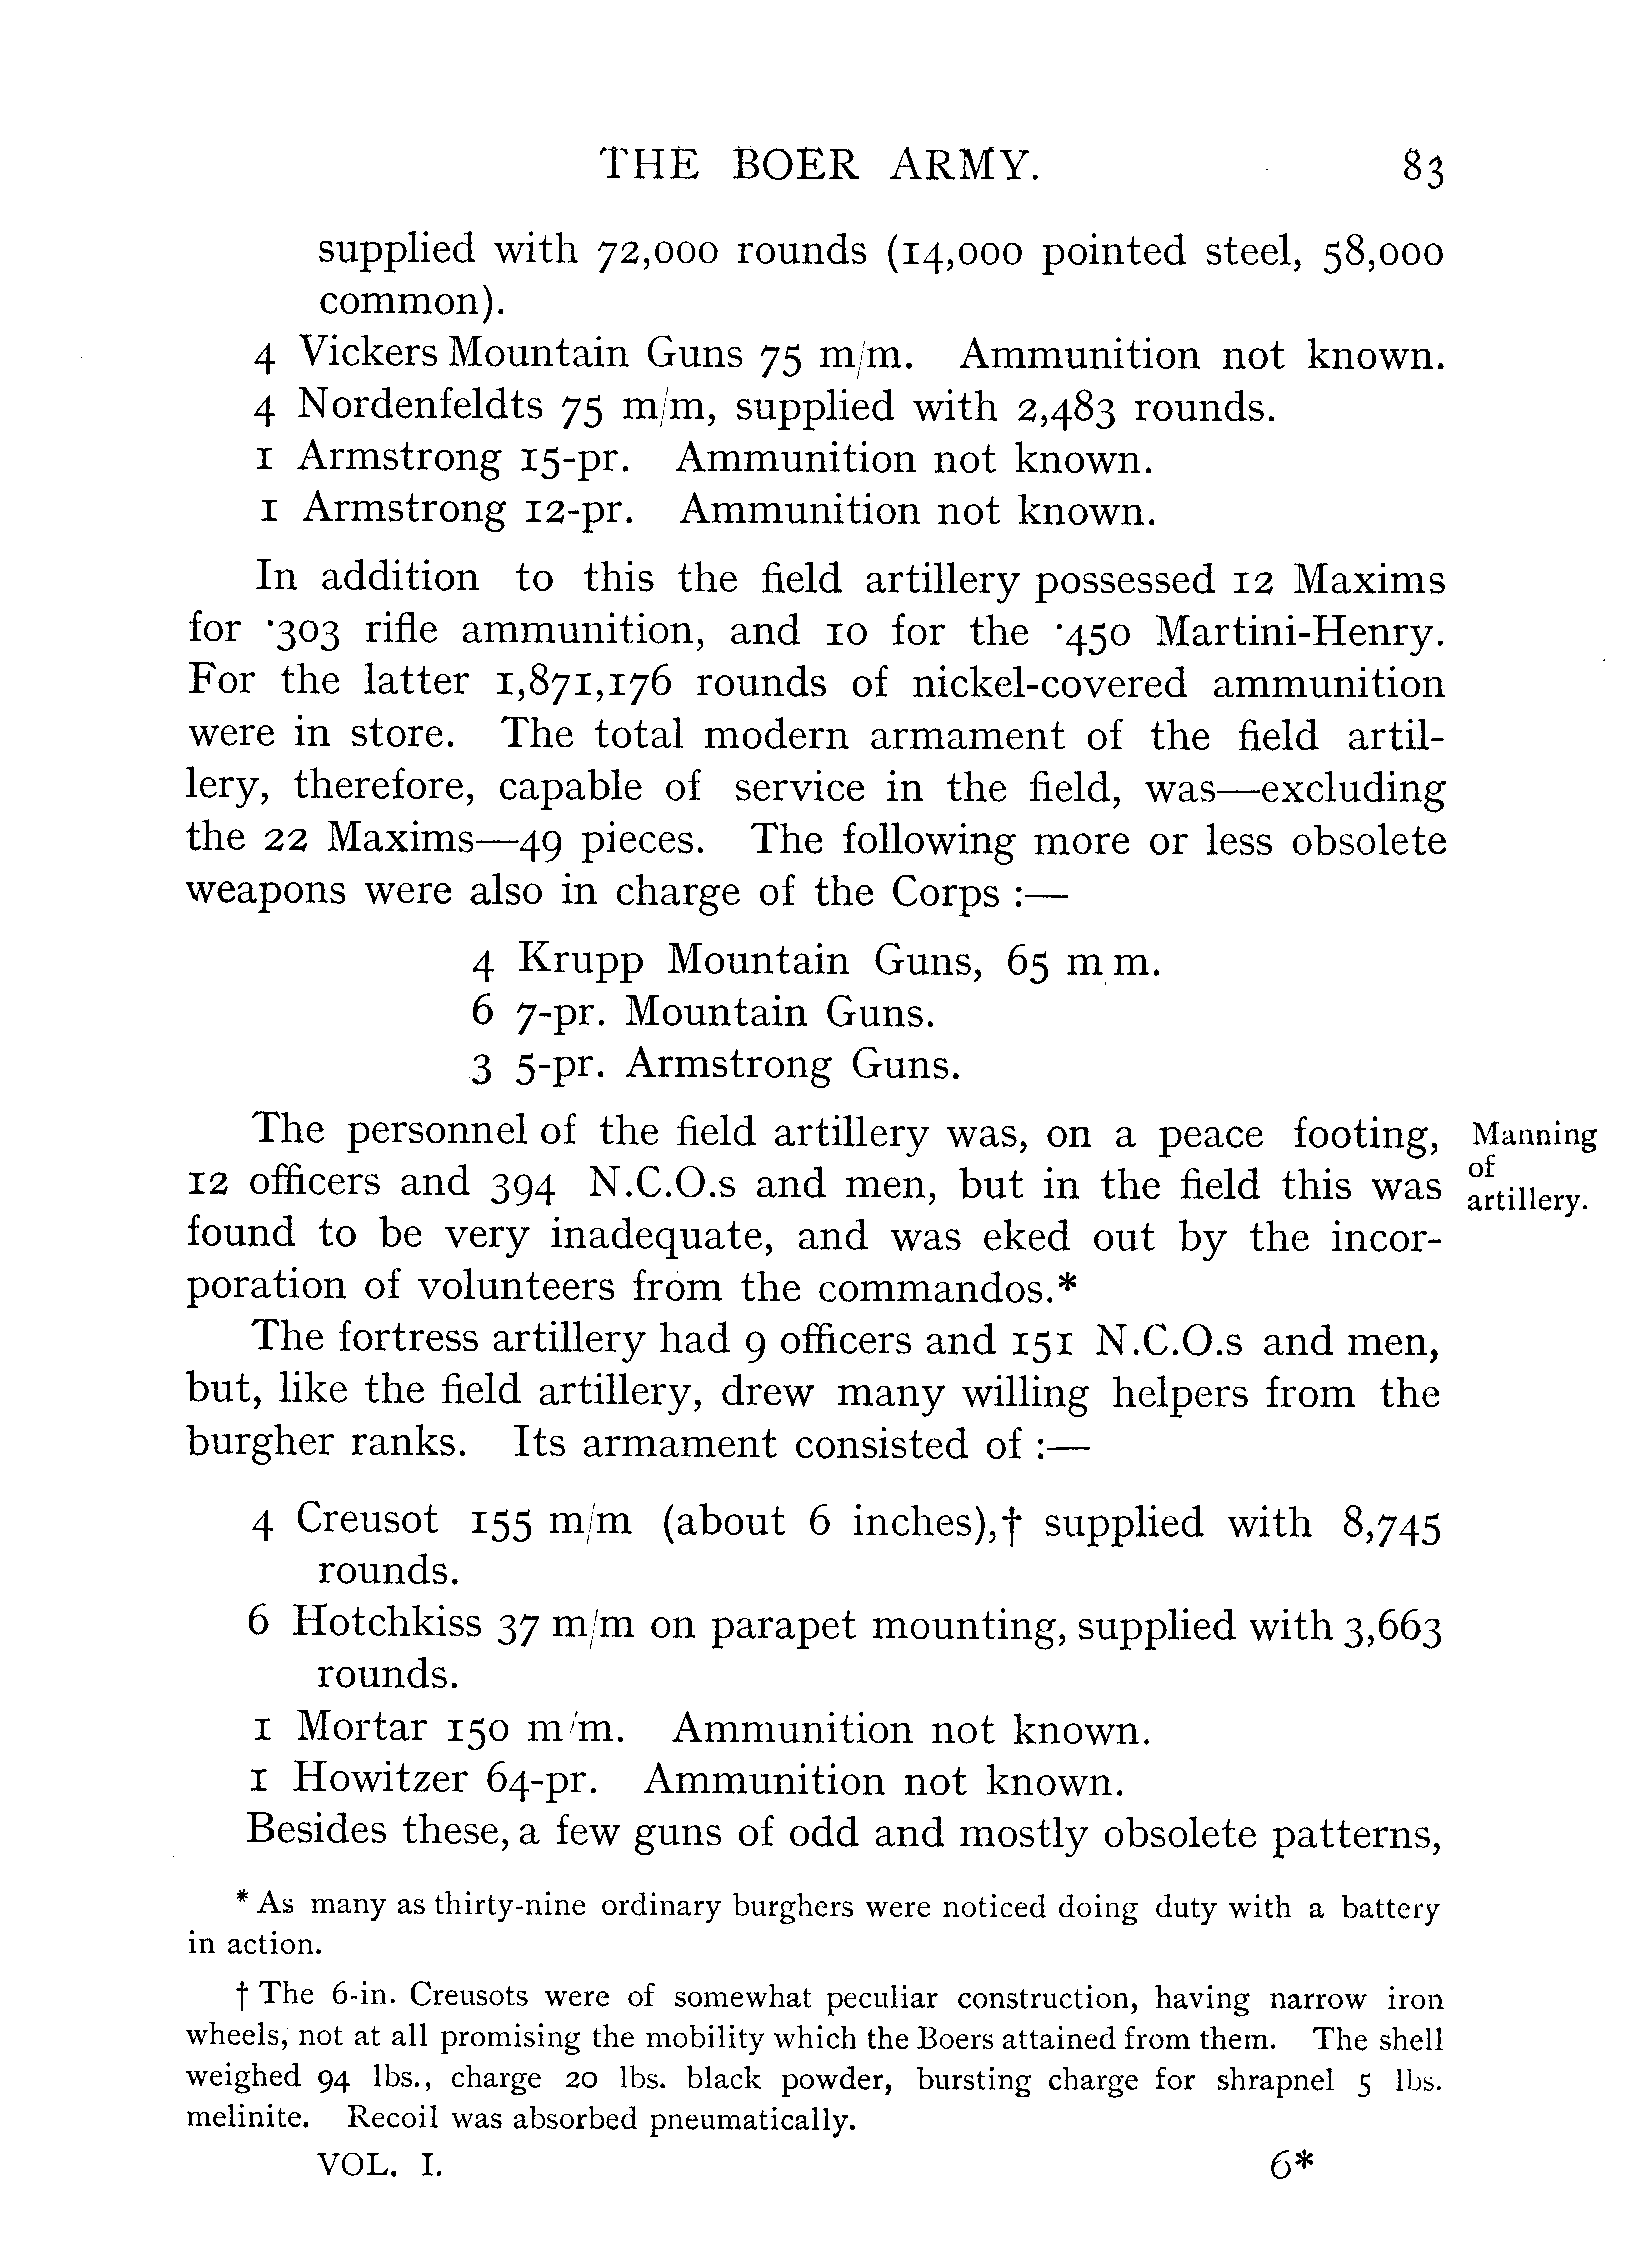 THE BOER ARMY. 83
supplied with 72,000 rounds (14,000 pointed steel, 58,000
common).
4 Vickers Mountain Guns 75 m/m. Ammunition not known.
4 Nordenfeldts 75 m/m, supplied with 2,483 rounds.
1 Armstrong 15-pr. Ammunition not known.
1 Armstrong 12-pr. Ammunition not known.
In addition to this the field artillery possessed 12 Maxims
for ·303 rifle ammunition, and 10 for the ·450 Martini-Henry.
For the latter 1,871,176 rounds of nickel-covered ammunition
were in store. The total modern armament of the field artil-
lery, therefore, capable of service in the field, was—excluding
the 22 Maxims—49 pieces. The following more or less obsolete
weapons were also in charge of the Corps :—
4 Krupp Mountain Guns, 65 m m.
6 7-pr. Mountain Guns.
3 5-pr. Armstrong Guns.
The personnel of the field artillery was, on a peace footing,
12 officers and 394 N.C.O.s and men, but in the field this was
found to be very inadequate, and was eked out by the incor-
poration of volunteers from the commandos.*
Manning
of
artillery.
The fortress artillery had 9 officers and 151 N.C.O.s and men,
but, like the field artillery, drew many willing helpers from the
burgher ranks. Its armament consisted of :—
4 Creusot 155 m/m (about 6 inches),† supplied with 8,745
rounds.
6 Hotchkiss 37 m/m on parapet mounting, supplied with 3,663
rounds.
1 Mortar 150 m/m. Ammunition not known.
1 Howitzer 64-pr. Ammunition not known.
Besides these, a few guns of odd and mostly obsolete patterns,
* As many as thirty-nine ordinary burghers were noticed doing duty with a battery
in action.
† The 6-in. Creusots were of somewhat peculiar construction, having narrow iron
wheels, not at all promising the mobility which the Boers attained from them. The shell
weighed 94 lbs., charge 20 lbs. black powder, bursting charge for shrapnel 5 lbs.
melinite. Recoil was absorbed pneumatically.
VOL. I. 6*